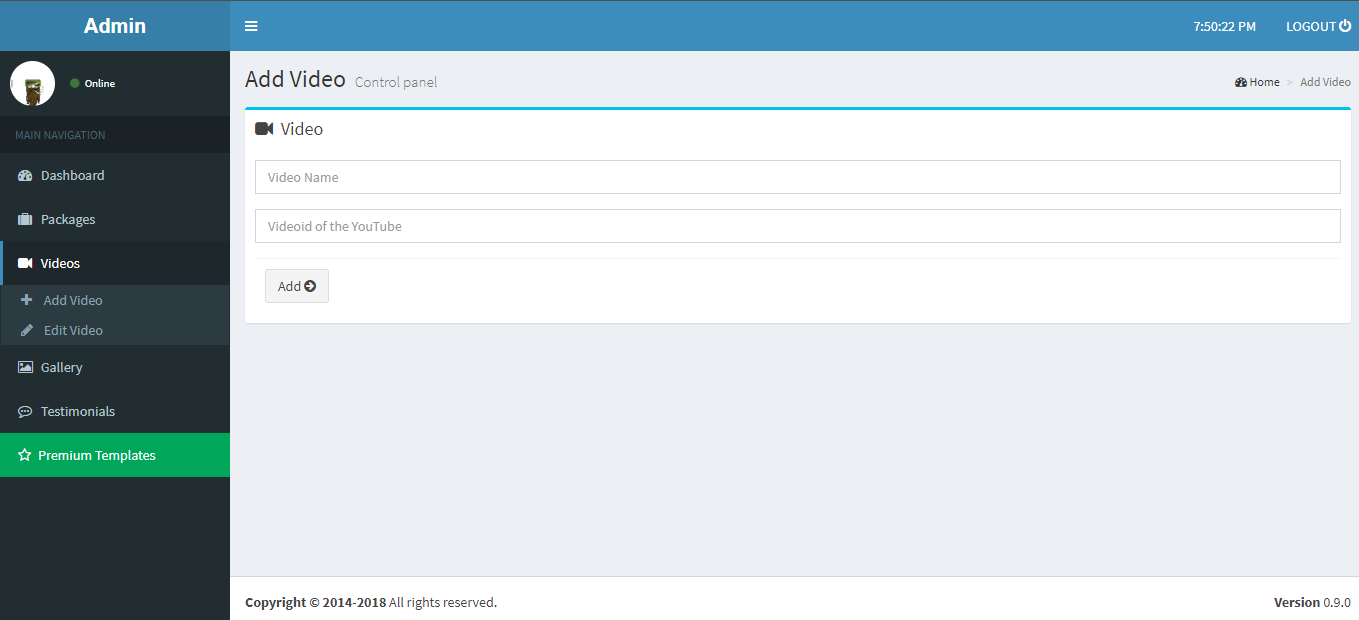 Admin
7:50:22 PM
LOGOUT
Online
MAIN NAVIGATION
Dashboard
Packages
Videos
Add Video
Edit Video
Gallery
Testimonials
Premium Templates
Add Video Control panel
Home > Add Video
Video
Video Name
Videoid of the YouTube
Add
Copyright © 2014-2018 All rights reserved.
Version 0.9.0